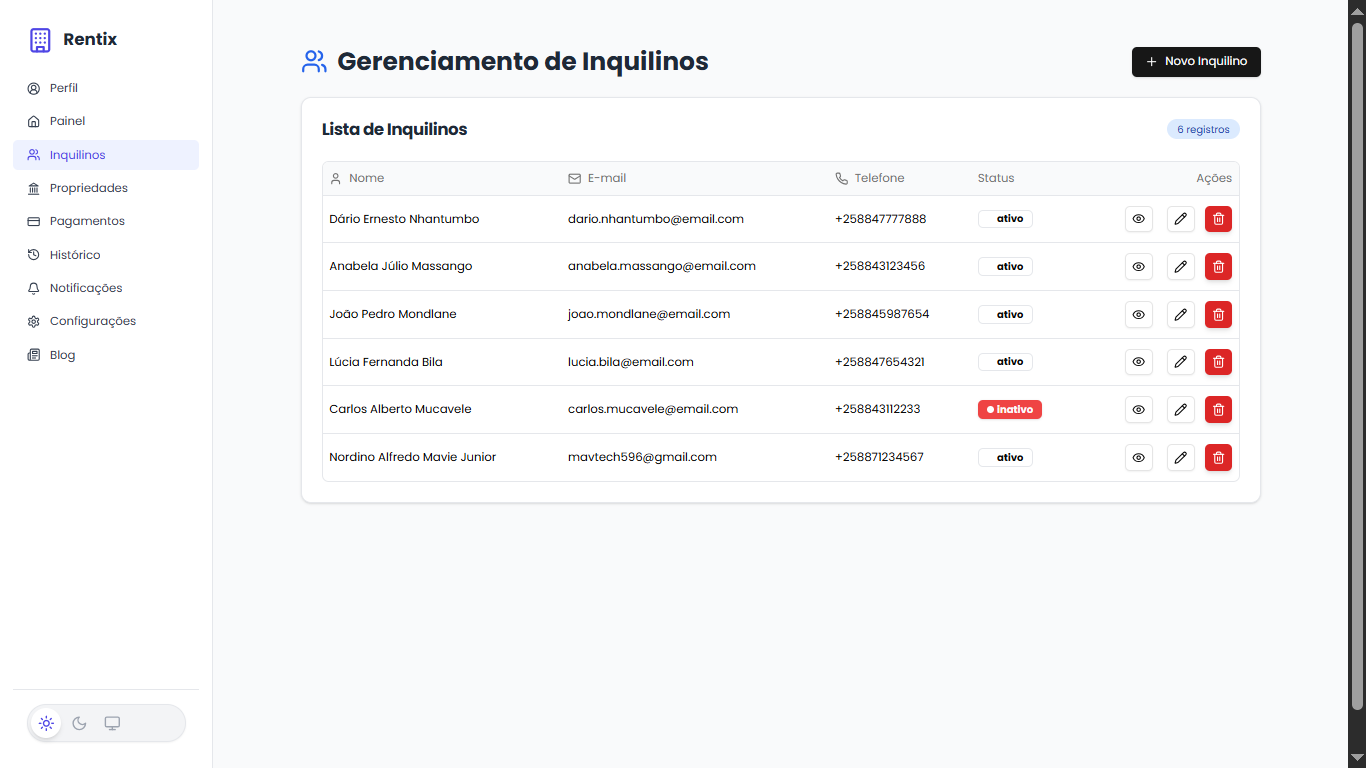 Rentix
Perfil
Painel
Inquilinos
Propriedades
Pagamentos
Histórico
Notificações
Configurações
Blog
Gerenciamento de Inquilinos
+ Novo Inquilino
Lista de Inquilinos
6 registros
Nome E-mail Telefone Status Ações
Dário Ernesto Nhantumbo dario.nhantumbo@email.com +258847777888 ativo
Anabela Júlio Massango anabela.massango@email.com +258843123456 ativo
João Pedro Mondlane joao.mondlane@email.com +258845987654 ativo
Lúcia Fernanda Bila lucia.bila@email.com +258847654321 ativo
Carlos Alberto Mucavele carlos.mucavele@email.com +258843112233 inativo
Nordino Alfredo Mavie Junior mavtech596@gmail.com +258871234567 ativo